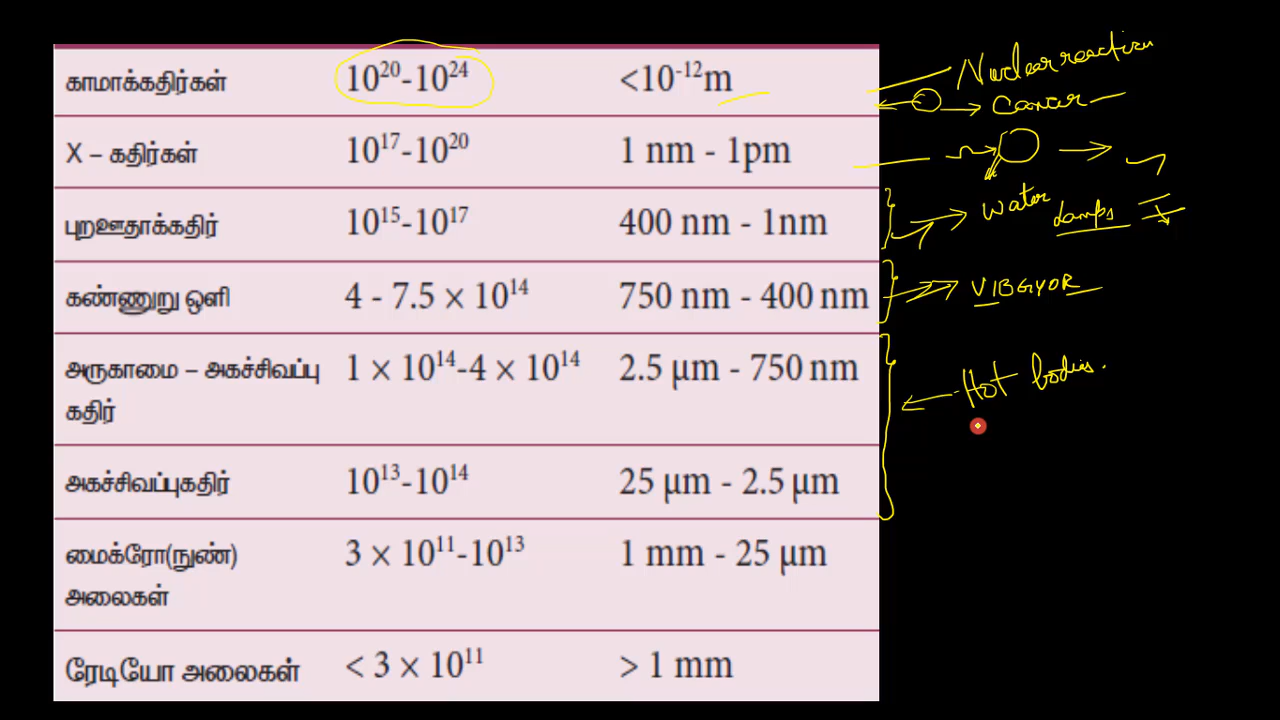 காமாக்கதிர்கள் 10²⁰-10²⁴ <10⁻¹²m Nuclear reaction
Cancer
X – கதிர்கள் 10¹⁷-10²⁰ 1 nm - 1pm
புறஊதாக்கதிர் 10¹⁵-10¹⁷ 400 nm - 1nm Water
கண்ணுறு ஒளி 4 - 7.5 × 10¹⁴ 750 nm - 400 nm VIBGYOR
அருகாமை – அகச்சிவப்பு 1 × 10¹⁴-4 × 10¹⁴ 2.5 µm - 750 nm Hot bodies.
கதிர்
அகச்சிவப்புகதிர் 10¹³-10¹⁴ 25 µm - 2.5 µm
மைக்ரோ(நுண்) 3 × 10¹¹-10¹³ 1 mm - 25 µm
அலைகள்
ரேடியோ அலைகள் < 3 × 10¹¹ > 1 mm